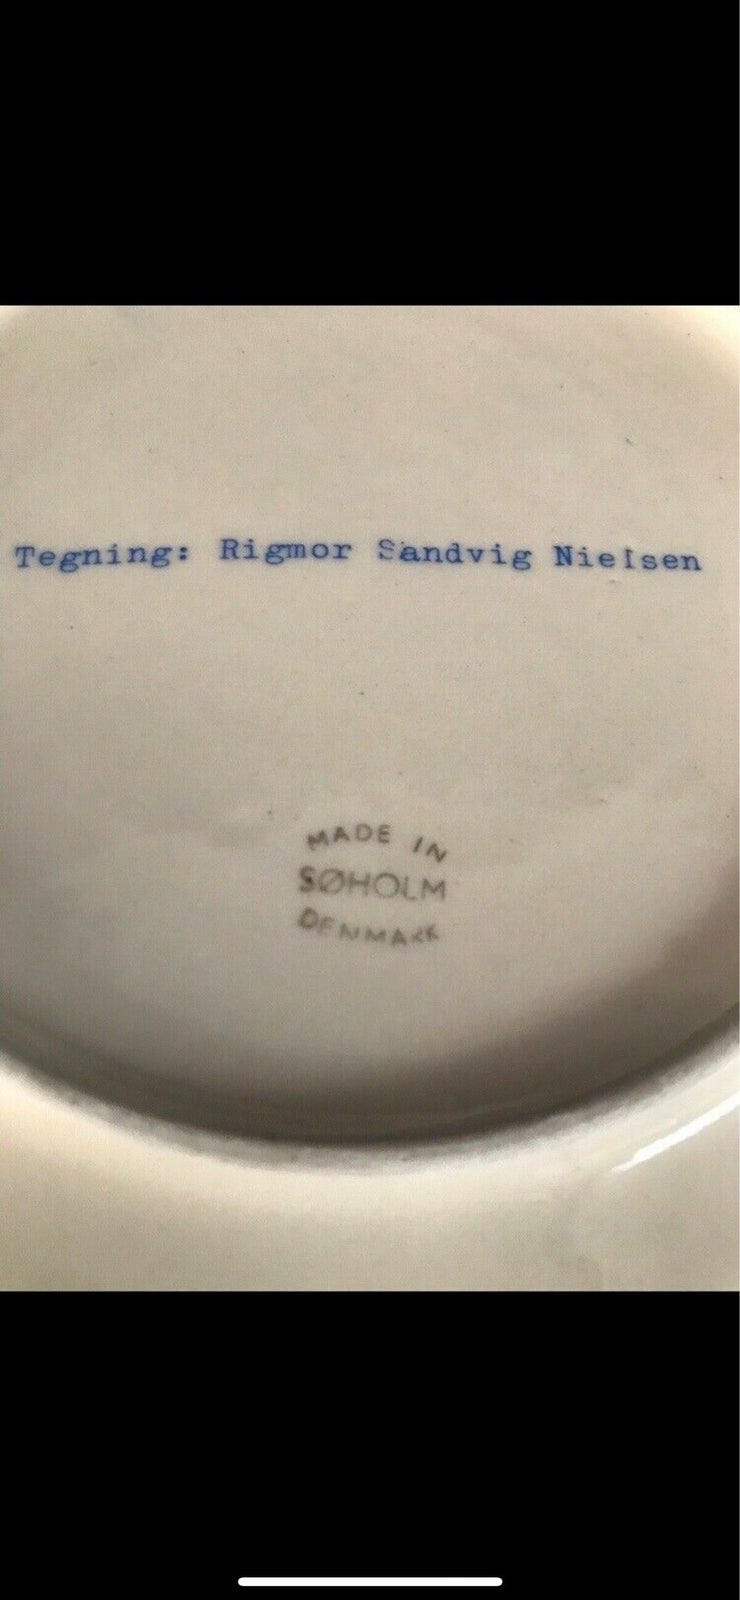 Tegning: Rigmor Sandvig Nielsen
MADE IN
SØHOLM
DENMARK